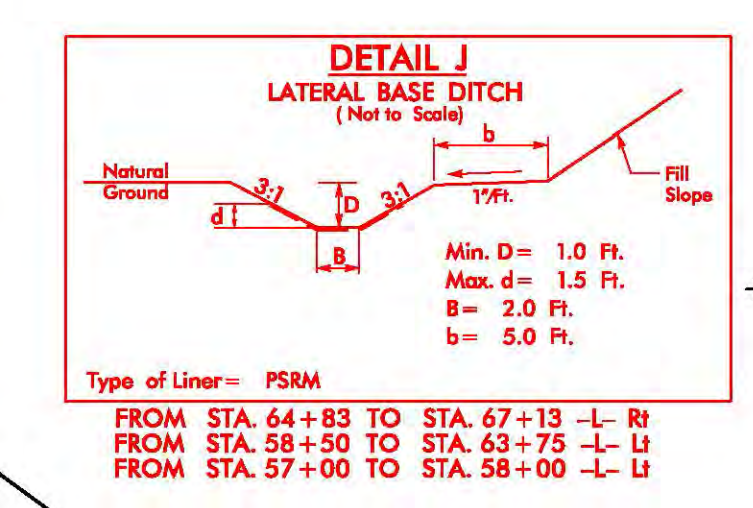 DETAIL J
LATERAL BASE DITCH
(Not to Scale)
b
Natural
Ground
3:1
D
3:1
1"/Ft.
Fill
Slope
d
B
Min. D= 1.0 Ft.
Max. d= 1.5 Ft.
B= 2.0 Ft.
b= 5.0 Ft.
Type of Liner= PSRM
FROM STA. 64+83 TO STA. 67+13 -L- Rt
FROM STA. 58+50 TO STA. 63+75 -L- Lt
FROM STA. 57+00 TO STA. 58+00 -L- Lt